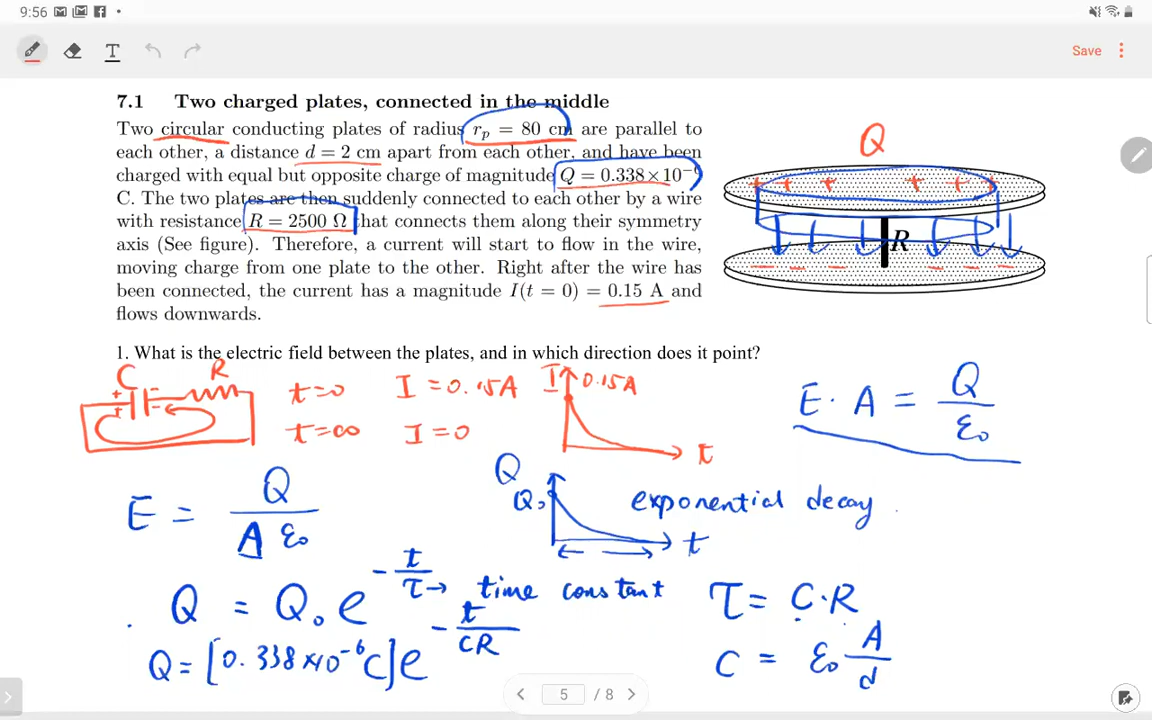 9:56
Save
7.1 Two charged plates, connected in the middle
Two circular conducting plates of radius r_p = 80 cm are parallel to
each other, a distance d = 2 cm apart from each other, and have been
charged with equal but opposite charge of magnitude Q = 0.338×10⁻
C. The two plates are then suddenly connected to each other by a wire
with resistance R = 2500 Ω that connects them along their symmetry
axis (See figure). Therefore, a current will start to flow in the wire,
moving charge from one plate to the other. Right after the wire has
been connected, the current has a magnitude I(t = 0) = 0.15 A and
flows downwards.
Q
+ + + + + +
R
− − − − − −
1. What is the electric field between the plates, and in which direction does it point?
C R
+ −
+ −
t=0 I = 0.15A
t=∞ I=0
I 0.15A
t
E · A = Q/ε₀
E = Q/(A ε₀)
Q
Q₀
t
exponential decay
Q = Q₀ e^(-t/τ) → time constant τ = C·R
Q = [0.338×10⁻⁶C] e^(-t/CR) C = ε₀ A/d
5 / 8